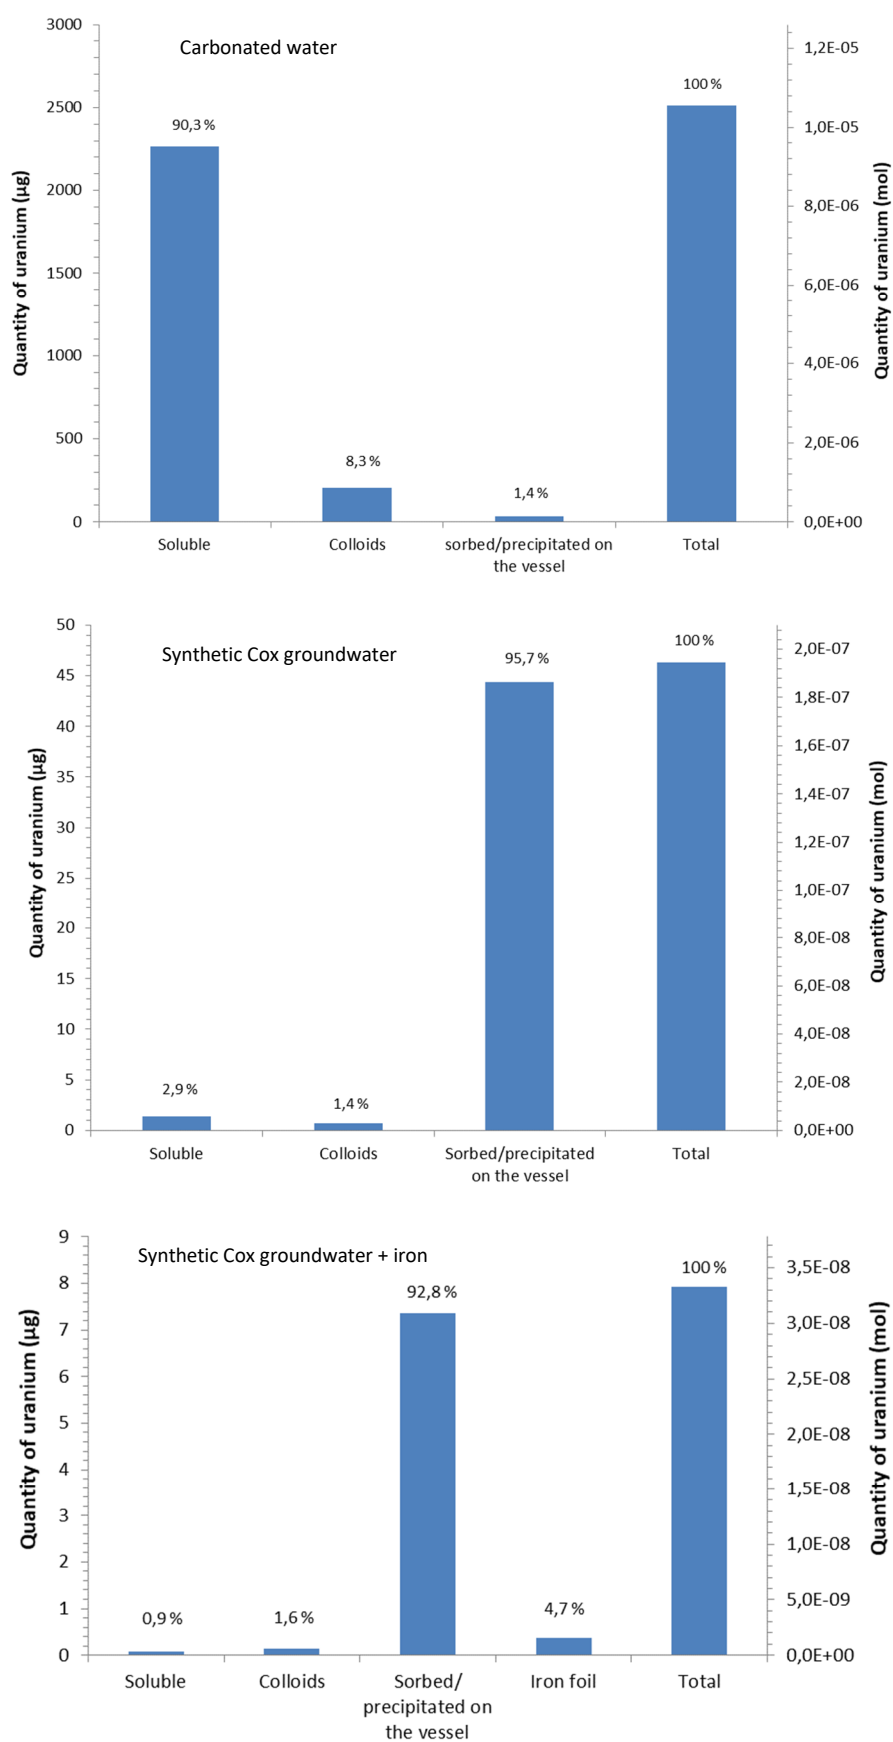 Carbonated water
Quantity of uranium (µg)
3000
2500
2000
1500
1000
500
0
90,3 %
8,3 %
1,4 %
100 %
Soluble
Colloids
sorbed/precipitated on
the vessel
Total
1,2E-05
1,0E-05
8,0E-06
6,0E-06
4,0E-06
2,0E-06
0,0E+00
Quantity of uranium (mol)
Synthetic Cox groundwater
Quantity of uranium (µg)
50
45
40
35
30
25
20
15
10
5
0
2,9 %
1,4 %
95,7 %
100 %
Soluble
Colloids
Sorbed/precipitated
on the vessel
Total
2,0E-07
1,8E-07
1,6E-07
1,4E-07
1,2E-07
1,0E-07
8,0E-08
6,0E-08
4,0E-08
2,0E-08
0,0E+00
Quantity of uranium (mol)
Synthetic Cox groundwater + iron
Quantity of uranium (µg)
9
8
7
6
5
4
3
2
1
0
0,9 %
1,6 %
92,8 %
4,7 %
100 %
Soluble
Colloids
Sorbed/
precipitated on
the vessel
Iron foil
Total
3,5E-08
3,0E-08
2,5E-08
2,0E-08
1,5E-08
1,0E-08
5,0E-09
0,0E+00
Quantity of uranium (mol)